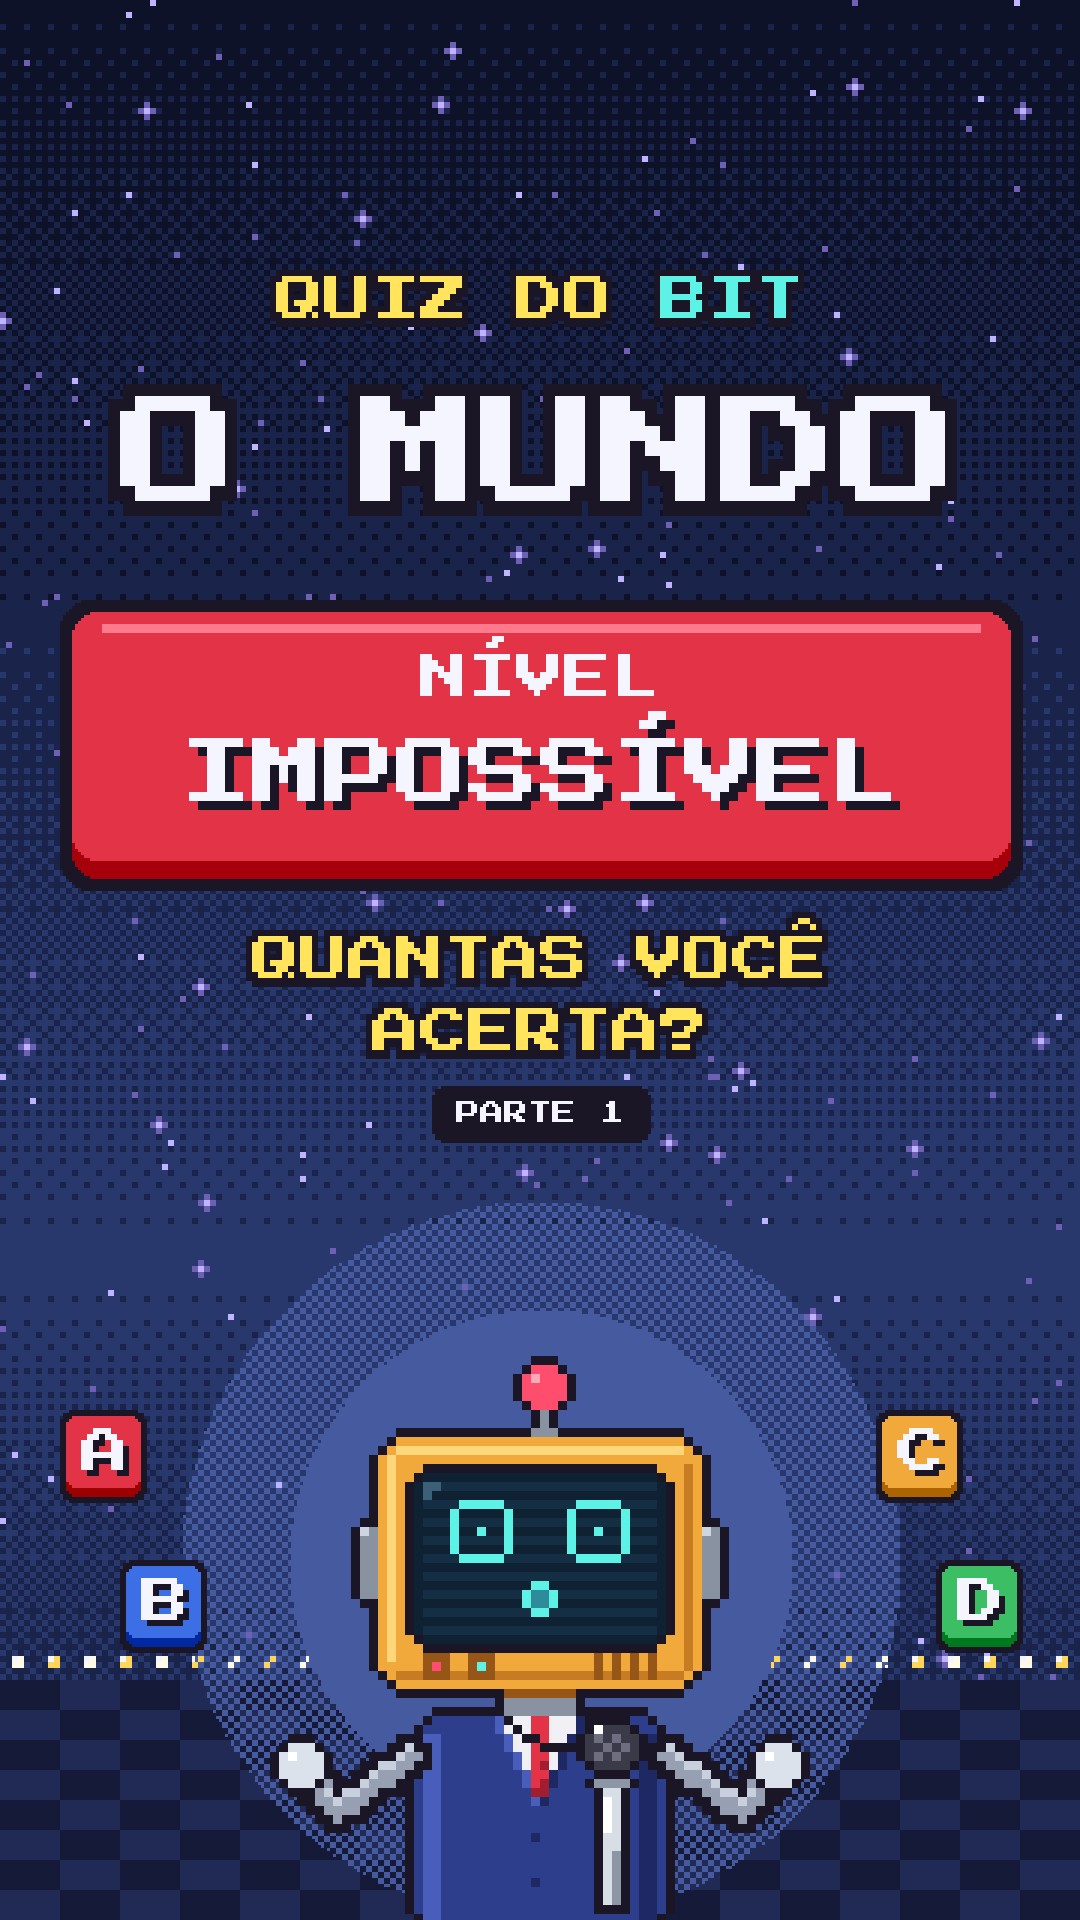 QUIZ DO BIT
O MUNDO
NÍVEL
IMPOSSÍVEL
QUANTAS VOCÊ
ACERTA?
PARTE 1
A
C
B
D